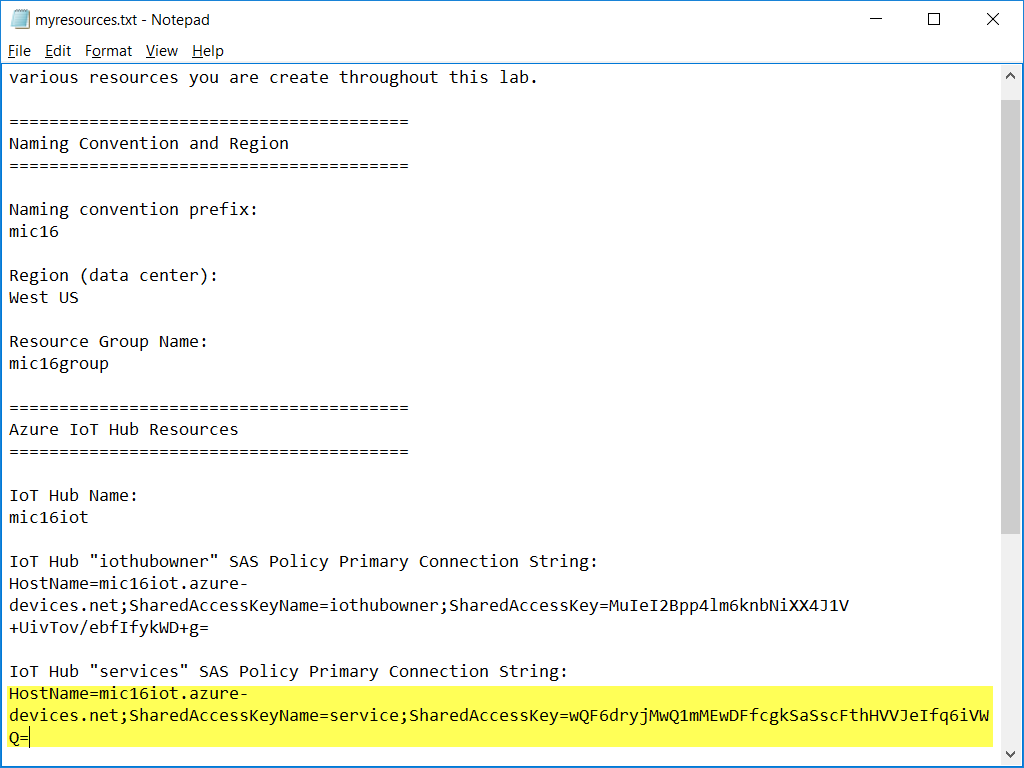 myresources.txt - Notepad
File Edit Format View Help
various resources you are create throughout this lab.
========================================
Naming Convention and Region
========================================
Naming convention prefix:
mic16
Region (data center):
West US
Resource Group Name:
mic16group
========================================
Azure IoT Hub Resources
========================================
IoT Hub Name:
mic16iot
IoT Hub "iothubowner" SAS Policy Primary Connection String:
HostName=mic16iot.azure-
devices.net;SharedAccessKeyName=iothubowner;SharedAccessKey=MuIeI2Bpp4lm6knbNiXX4J1V
+UivTov/ebfIfykWD+g=
IoT Hub "services" SAS Policy Primary Connection String:
HostName=mic16iot.azure-
devices.net;SharedAccessKeyName=service;SharedAccessKey=wQF6dryjMwQ1mMEwDFfcgkSaSscFthHVVJeIfq6iVW
Q=